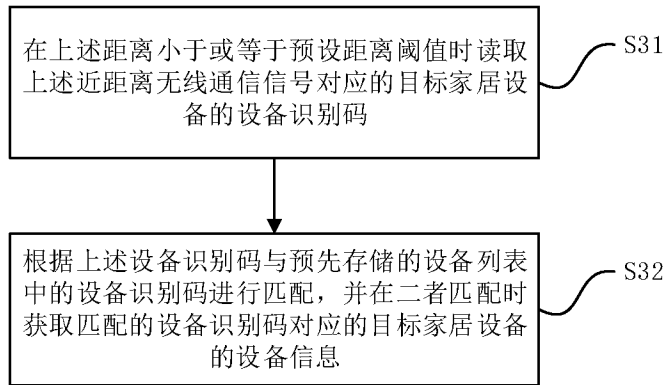 在上述距离小于或等于预设距离阈值时读取
上述近距离无线通信信号对应的目标家居设
备的设备识别码
S31
根据上述设备识别码与预先存储的设备列表
中的设备识别码进行匹配，并在二者匹配时
获取匹配的设备识别码对应的目标家居设备
的设备信息
S32